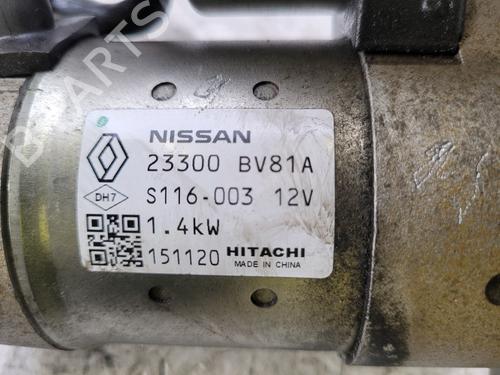 NISSAN
23300 BV81A
DH7 S116-003 12V
1.4kW
151120 HITACHI
MADE IN CHINA